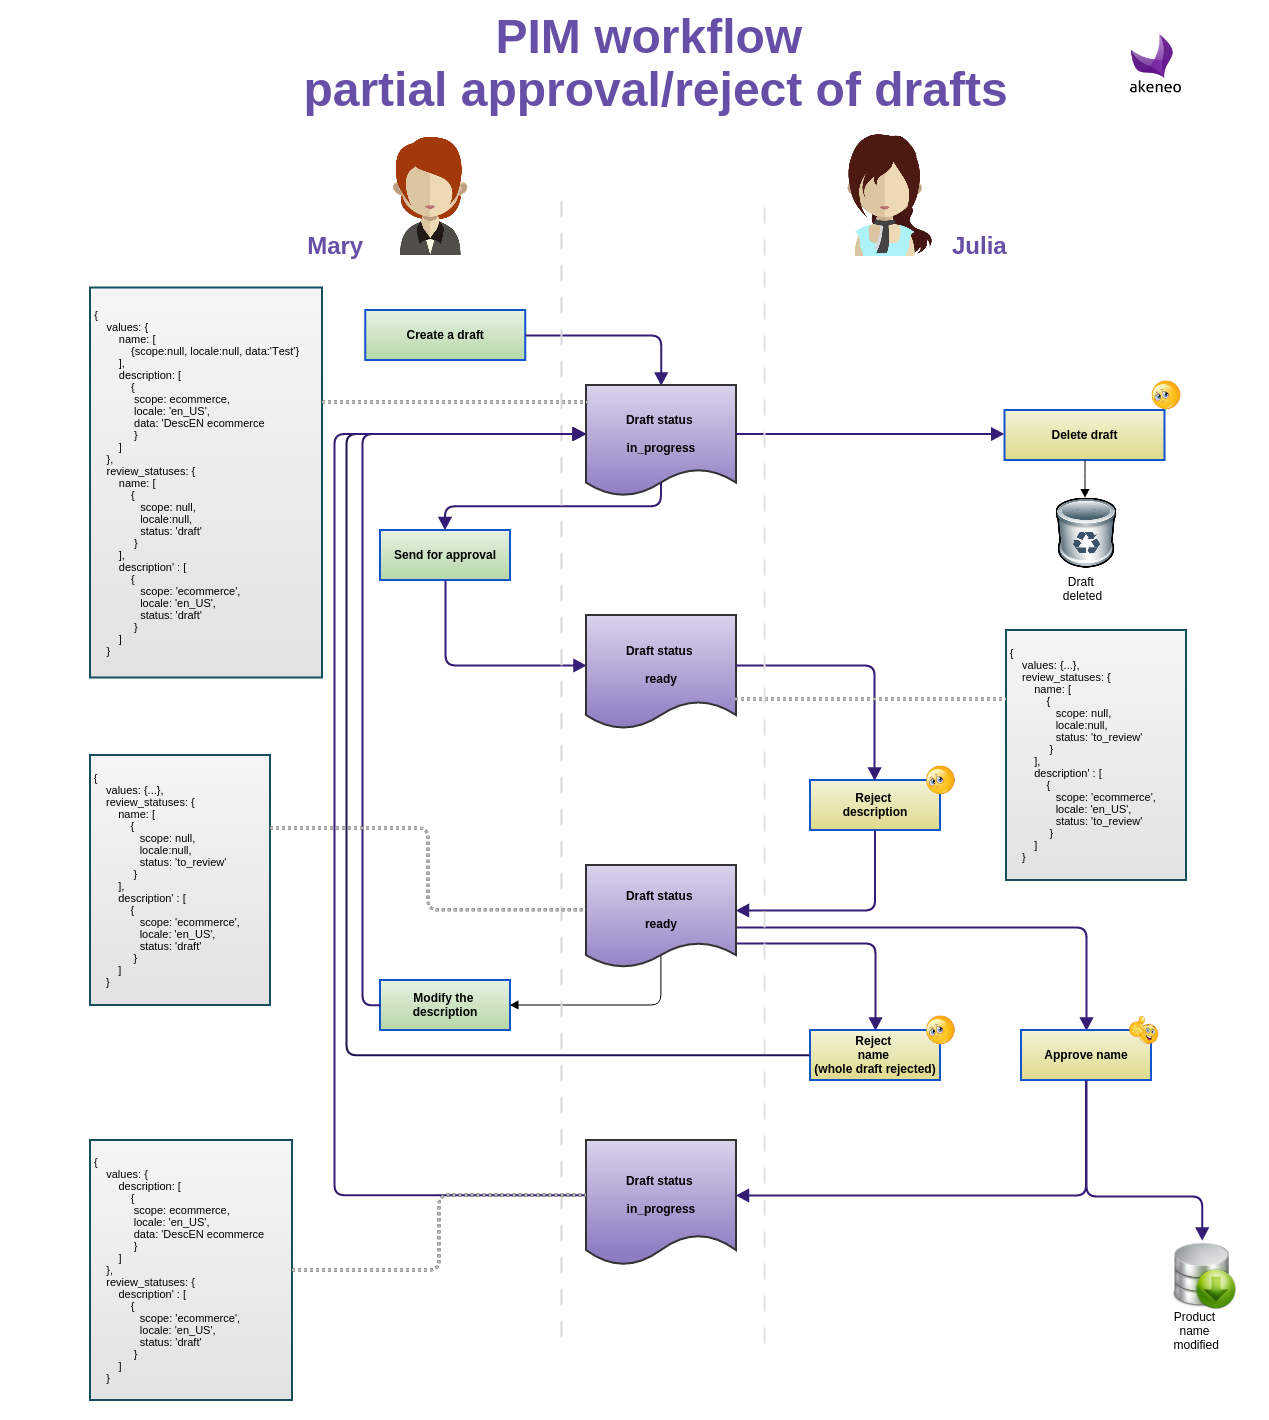 PIM workflow
partial approval/reject of drafts
akeneo
Mary
Julia
{
values: {
name: [
{scope:null, locale:null, data:'Test'}
],
description: [
{
scope: ecommerce,
locale: 'en_US',
data: 'DescEN ecommerce
}
]
},
review_statuses: {
name: [
{
scope: null,
locale:null,
status: 'draft'
}
],
description' : [
{
scope: 'ecommerce',
locale: 'en_US',
status: 'draft'
}
]
}
Create a draft
Draft status
in_progress
Delete draft
Draft
deleted
Send for approval
Draft status
ready
{
values: {...},
review_statuses: {
name: [
{
scope: null,
locale:null,
status: 'to_review'
}
],
description' : [
{
scope: 'ecommerce',
locale: 'en_US',
status: 'to_review'
}
]
}
Reject
description
{
values: {...},
review_statuses: {
name: [
{
scope: null,
locale:null,
status: 'to_review'
}
],
description' : [
{
scope: 'ecommerce',
locale: 'en_US',
status: 'draft'
}
]
}
Draft status
ready
Modify the
description
Reject
name
(whole draft rejected)
Approve name
{
values: {
description: [
{
scope: ecommerce,
locale: 'en_US',
data: 'DescEN ecommerce
}
]
},
review_statuses: {
description' : [
{
scope: 'ecommerce',
locale: 'en_US',
status: 'draft'
}
]
}
Draft status
in_progress
Product
name
modified